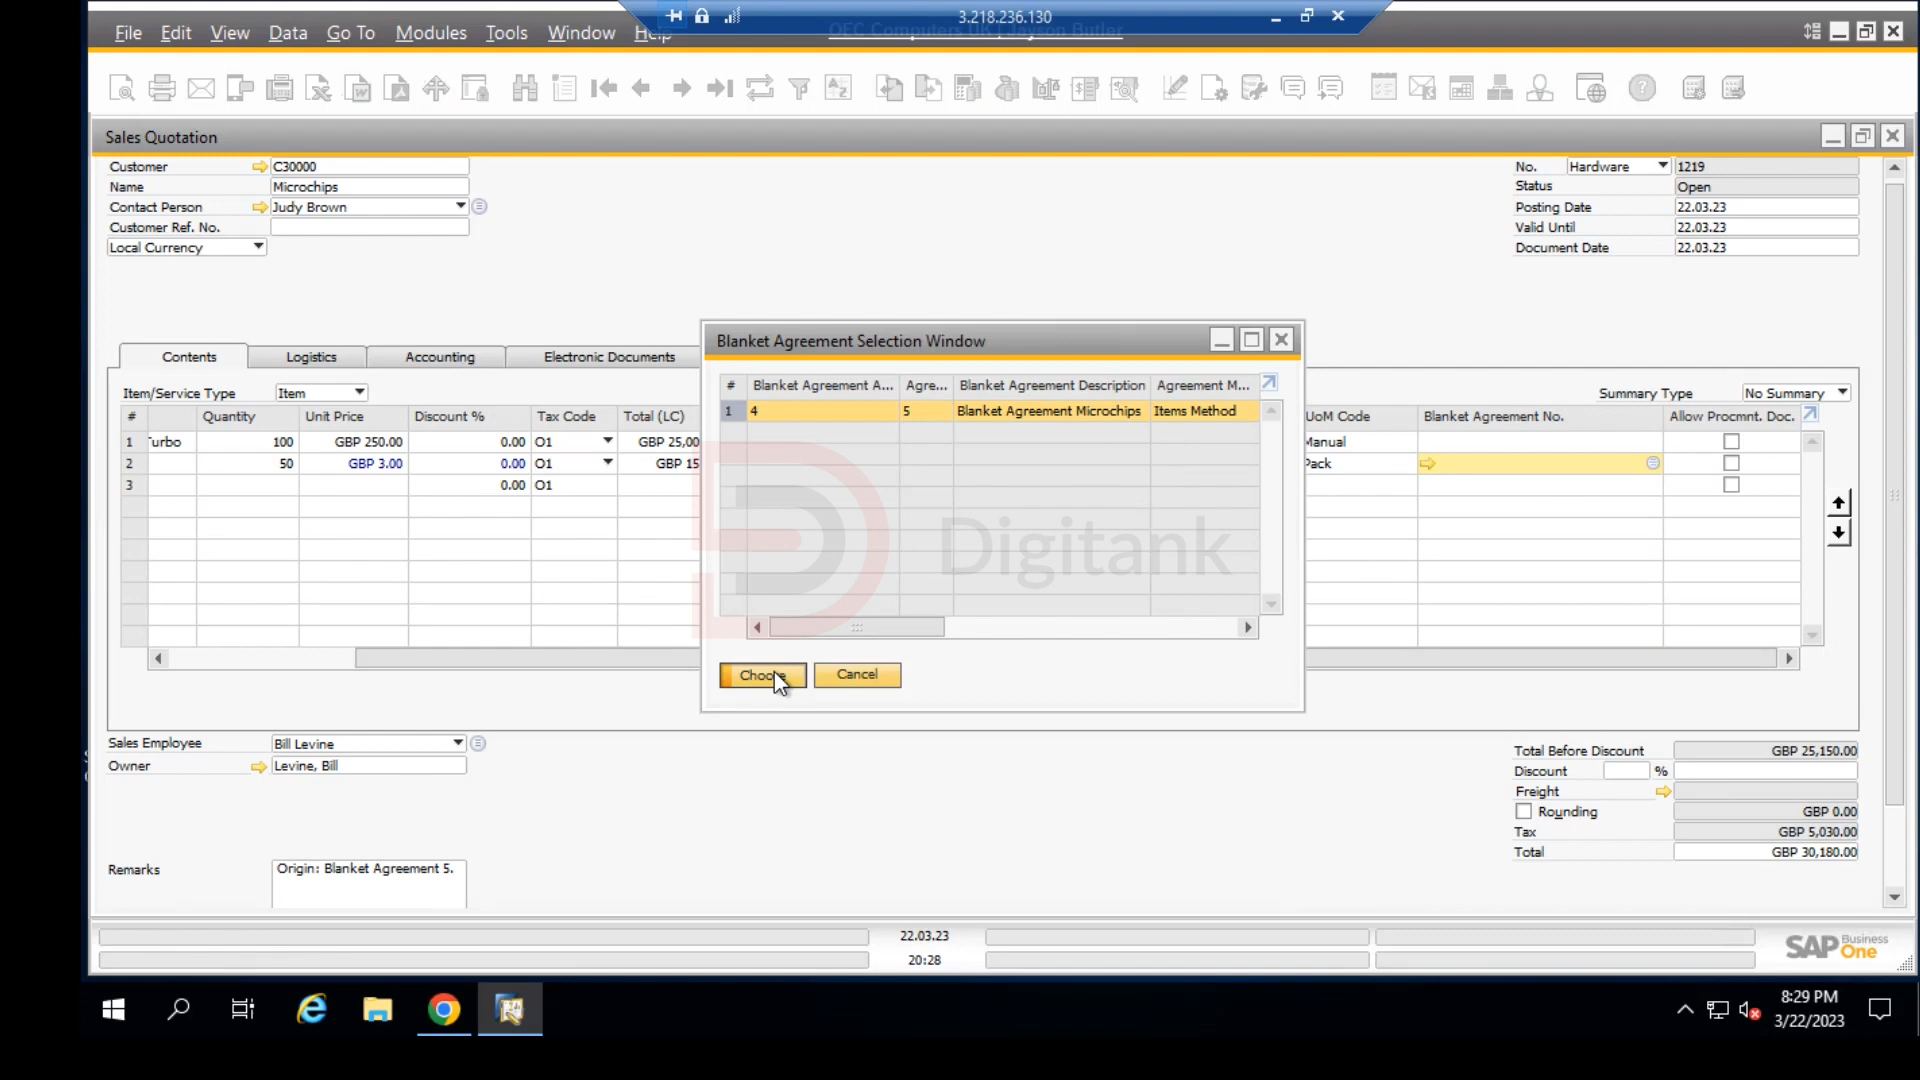 3.218.236.130
File Edit View Data Go To Modules Tools Window Help
OEC Computers UK | Jayson Butler
Sales Quotation
Customer C30000
Name Microchips
Contact Person Judy Brown
Customer Ref. No.
Local Currency
No. Hardware 1219
Status Open
Posting Date 22.03.23
Valid Until 22.03.23
Document Date 22.03.23
Contents Logistics Accounting Electronic Documents
Item/Service Type Item
Summary Type No Summary
# Quantity Unit Price Discount % Tax Code Total (LC) UoM Code Blanket Agreement No. Allow Procmnt. Doc.
1 100 GBP 250.00 0.00 O1 GBP 25,00 Manual
2 50 GBP 3.00 0.00 O1 GBP 15 Pack
3 0.00 O1
Blanket Agreement Selection Window
# Blanket Agreement A... Agre... Blanket Agreement Description Agreement M...
1 4 5 Blanket Agreement Microchips Items Method
Digitank
Choose Cancel
Sales Employee Bill Levine
Owner Levine, Bill
Remarks Origin: Blanket Agreement 5.
Total Before Discount GBP 25,150.00
Discount %
Freight
Rounding GBP 0.00
Tax GBP 5,030.00
Total GBP 30,180.00
22.03.23
20:28
SAP Business One
8:29 PM
3/22/2023